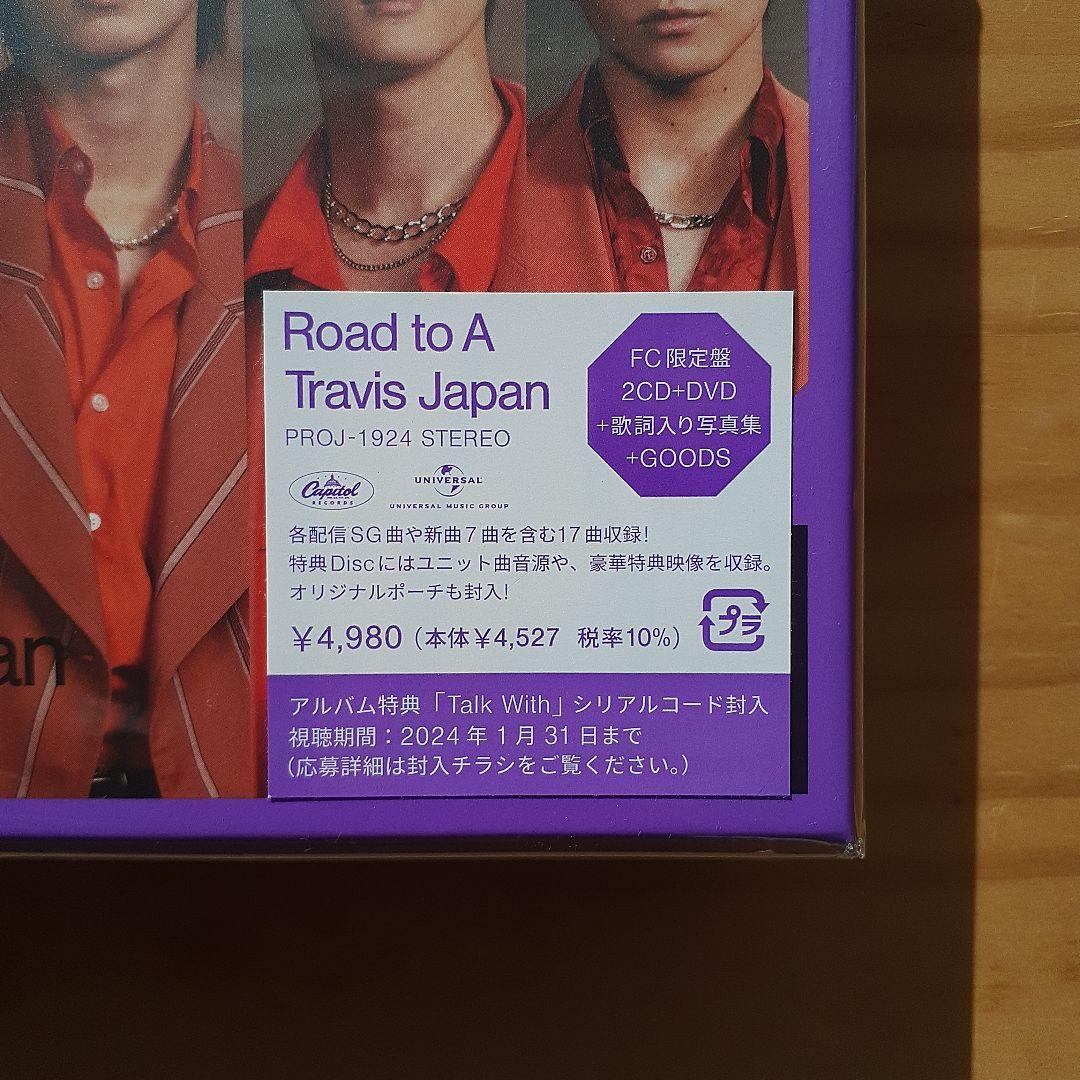 Road to A
Travis Japan
PROJ-1924 STEREO
FC限定盤
2CD+DVD
+歌詞入り写真集
+GOODS
Capitol
RECORDS
UNIVERSAL
UNIVERSAL MUSIC GROUP
各配信SG曲や新曲7曲を含む17曲収録!
特典Discにはユニット曲音源や、豪華特典映像を収録。
オリジナルポーチも封入!
¥4,980(本体¥4,527 税率10%)
プラ
アルバム特典「Talk With」シリアルコード封入
視聴期間:2024年1月31日まで
(応募詳細は封入チラシをご覧ください。)
an